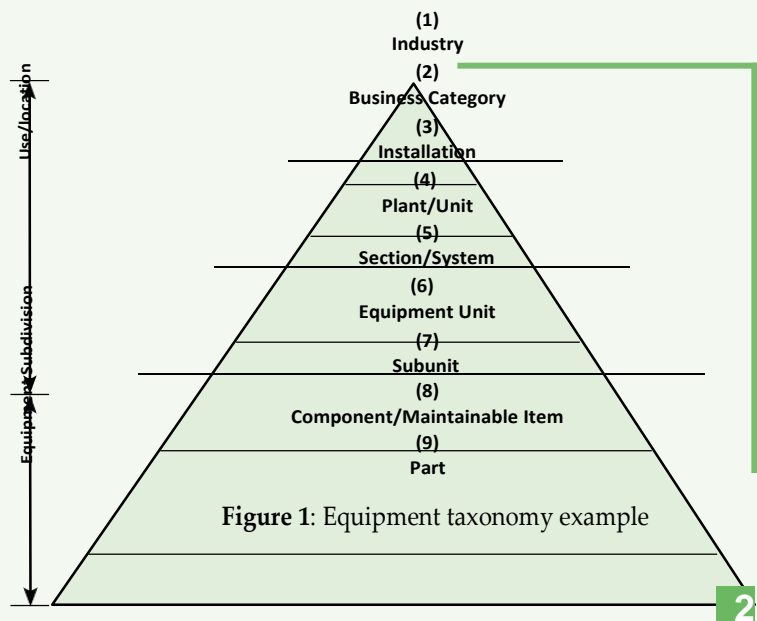 (1)
Industry
(2)
Business Category
(3)
Installation
(4)
Plant/Unit
(5)
Section/System
(6)
Equipment Unit
(7)
Subunit
(8)
Component/Maintainable Item
(9)
Part
Use/location
Equipment Subdivision
Figure 1: Equipment taxonomy example
2